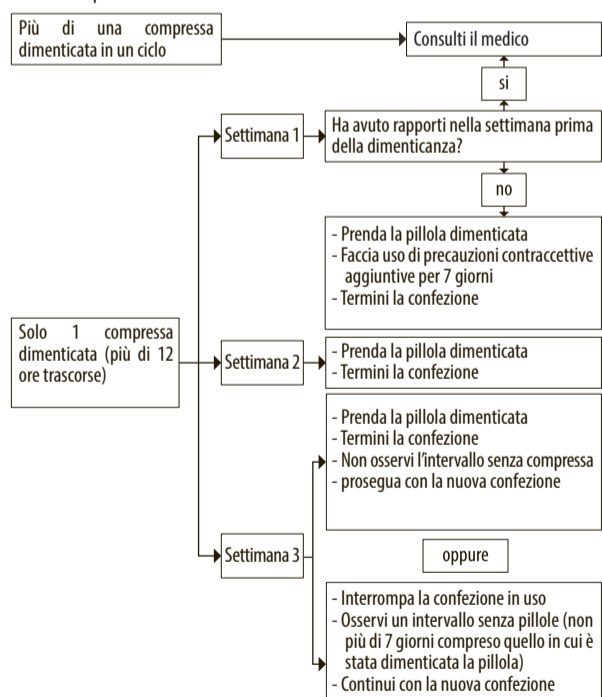 Più di una compressa
dimenticata in un ciclo
Consulti il medico
si
Settimana 1
Ha avuto rapporti nella settimana prima
della dimenticanza?
no
- Prenda la pillola dimenticata
- Faccia uso di precauzioni contraccettive
aggiuntive per 7 giorni
- Termini la confezione
Solo 1 compressa
dimenticata (più di 12
ore trascorse)
Settimana 2
- Prenda la pillola dimenticata
- Termini la confezione
- Prenda la pillola dimenticata
- Termini la confezione
- Non osservi l'intervallo senza compressa
- prosegua con la nuova confezione
Settimana 3
oppure
- Interrompa la confezione in uso
- Osservi un intervallo senza pillole (non
più di 7 giorni compreso quello in cui è
stata dimenticata la pillola)
- Continui con la nuova confezione